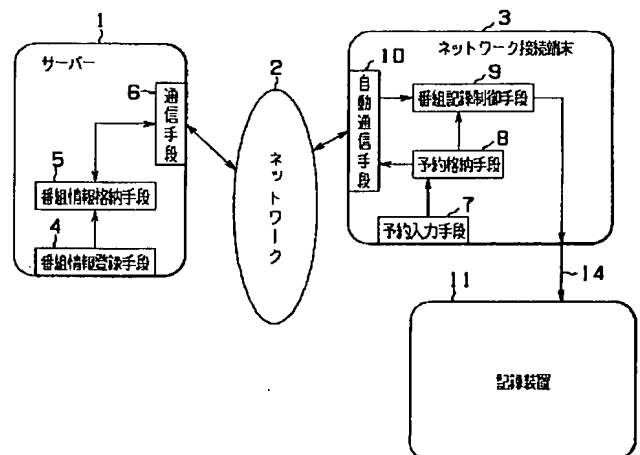 1
サーバー
6
通信手段
5
番組情報格納手段
4
番組情報登録手段
2
ネットワーク
3
ネットワーク接続端末
10
自動通信手段
9
番組記録制御手段
8
予約格納手段
7
予約入力手段
14
11
記録装置